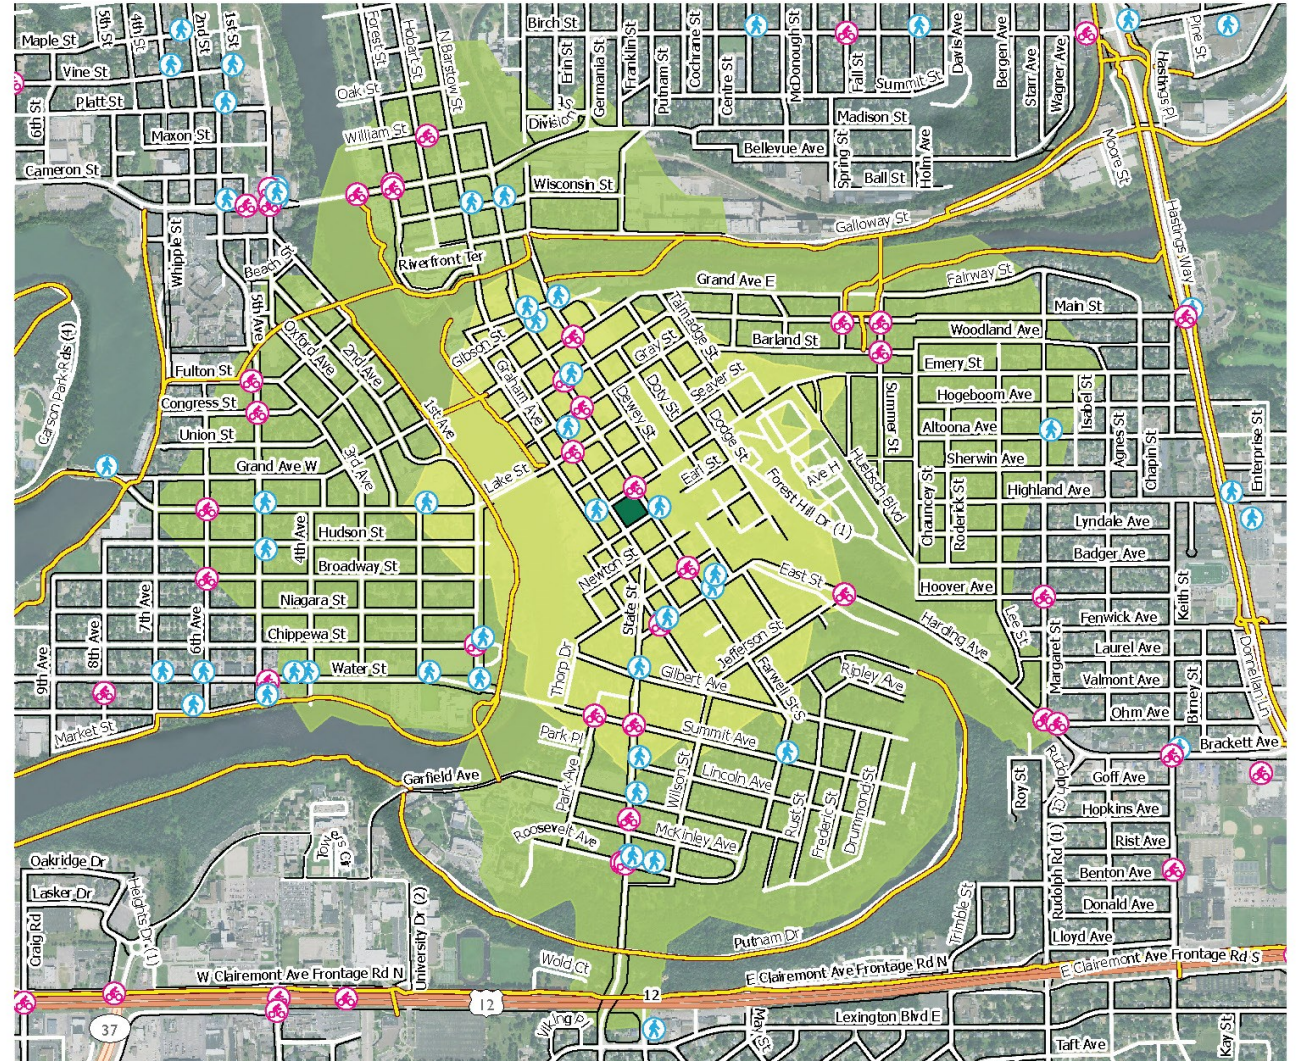 Birch St
Maple St
5th St
4th St
2nd St
1st St
Forest St
Hobart St
N Barstow St
Erin St
Germania St
Franklin St
Putnam St
Cochrane St
Centre St
McDonough St
Fall St
Summit St
Davis Ave
Bergen Ave
Starr Ave
Wagner Ave
Hastings Pl
Pine St
Vine St
Platt St
6th St
Maxon St
Oak St
William St
Division St
Madison St
Bellevue Ave
Spring St
Ball St
Holm Ave
Moore St
Cameron St
Wisconsin St
Galloway St
Hastings Way
Whipple St
Beach St
Riverfront Ter
Grand Ave E
Fairway St
Main St
5th Ave
Oxford Ave
2nd Ave
Talmadge St
Woodland Ave
Barland St
Carson Park Rds (j)
Gibson St
Gray St
Emery St
Fulton St
Graham Ave
Dewey St
Doty St
Seaver St
Hogeboom Ave
Isabel St
Congress St
1st Ave
Dodge St
Summer St
Altoona Ave
Agnes St
Chapin St
Enterprise St
Union St
3rd Ave
Grand Ave W
Lake St
Earl St
Ave H
Huebsch Blvd
Sherwin Ave
Forest Hill Dr (1)
Chauncey St
Roderick St
Highland Ave
Hudson St
4th Ave
Lyndale Ave
Broadway St
Newton St
Badger Ave
East St
Hoover Ave
Keith St
7th Ave
6th Ave
Niagara St
State St
Harding Ave
Lee St
Fenwick Ave
8th Ave
Chippewa St
Jefferson St
Margaret St
Laurel Ave
Donnellan Ln
9th Ave
Water St
Thorp Dr
Gilbert Ave
Farwell St S
Ripley Ave
Valmont Ave
Birney St
Market St
Park Pl
Summit Ave
Ohm Ave
Brackett Ave
Garfield Ave
Park Ave
Wilson St
Lincoln Ave
Rust St
Frederic St
Drummond St
Roy St
Rudolph Ct
Goff Ave
Hopkins Ave
Roosevelt Ave
McKinley Ave
Rudolph Rd (1)
Rist Ave
Towers Ct
Oakridge Dr
Benton Ave
Lasker Dr
Heights Dr (1)
University Dr (2)
Trimble St
Donald Ave
Craig Rd
Putnam Dr
Lloyd Ave
Wold Ct
W Clairemont Ave Frontage Rd N
E Clairemont Ave Frontage Rd N
E Clairemont Ave Frontage Rd S
12
12
37
Viking Pl
May St
Lexington Blvd E
Taft Ave
Kay St